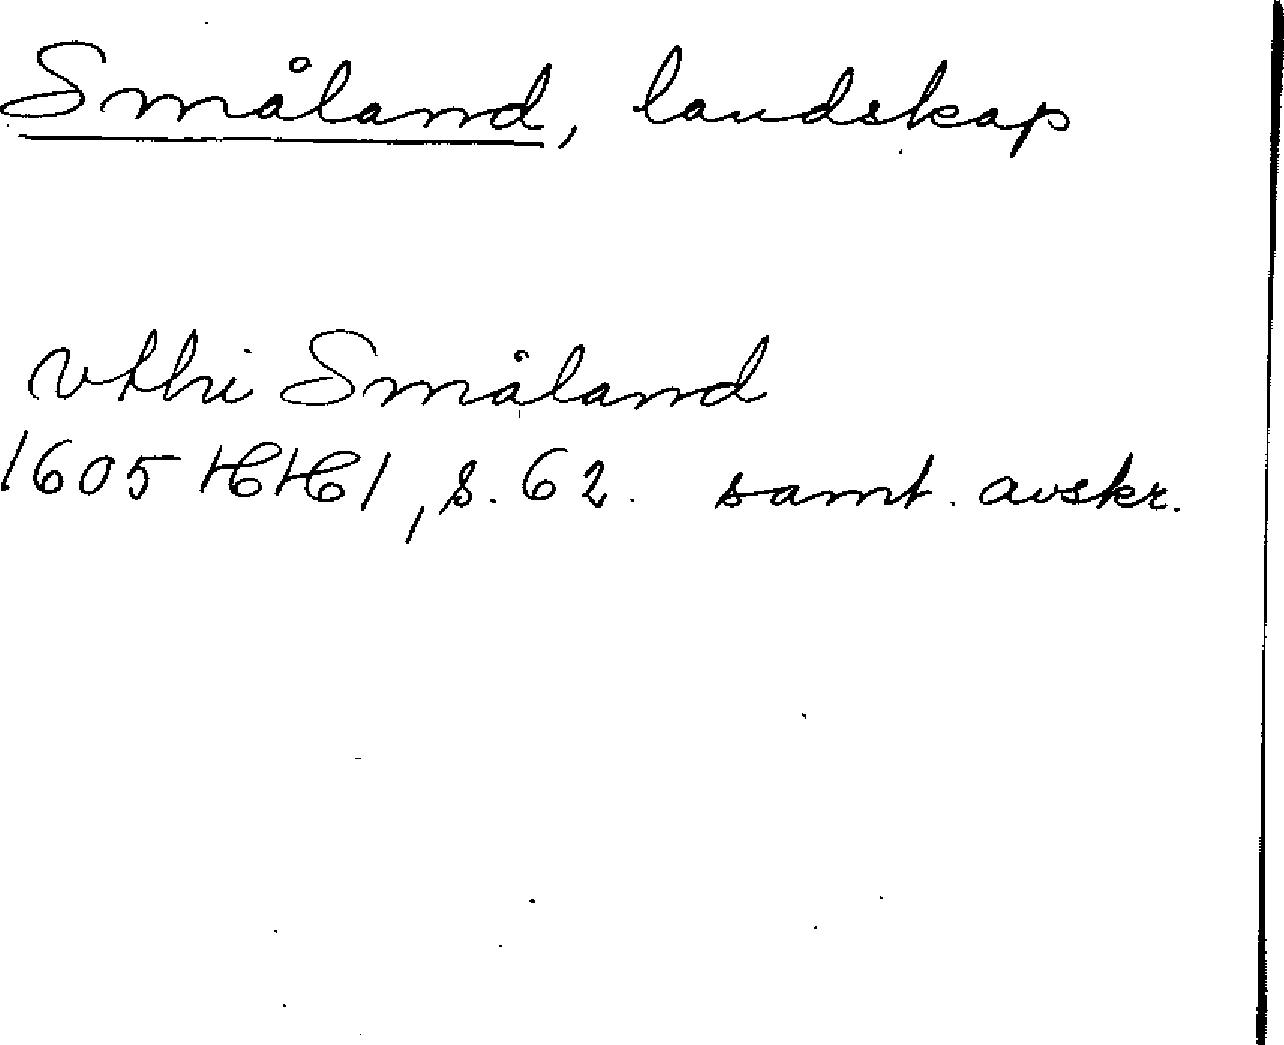 Småland, landskap
vthi Småland
1605 HH 1, s. 62. samt. avskr.